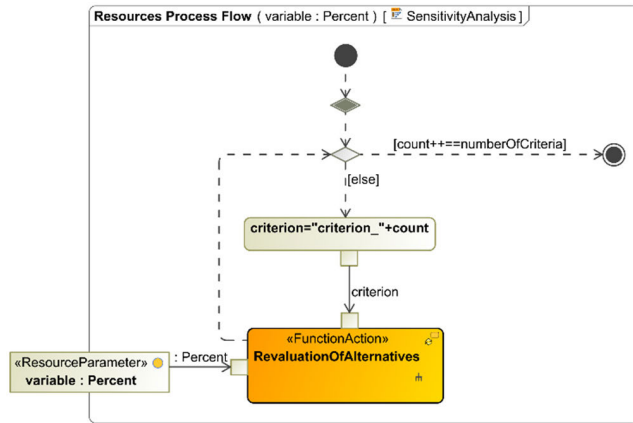 Resources Process Flow ( variable : Percent ) [ SensitivityAnalysis ]
[count++==numberOfCriteria]
[else]
criterion="criterion_"+count
criterion
«FunctionAction»
RevaluationOfAlternatives
: Percent
«ResourceParameter»
variable : Percent